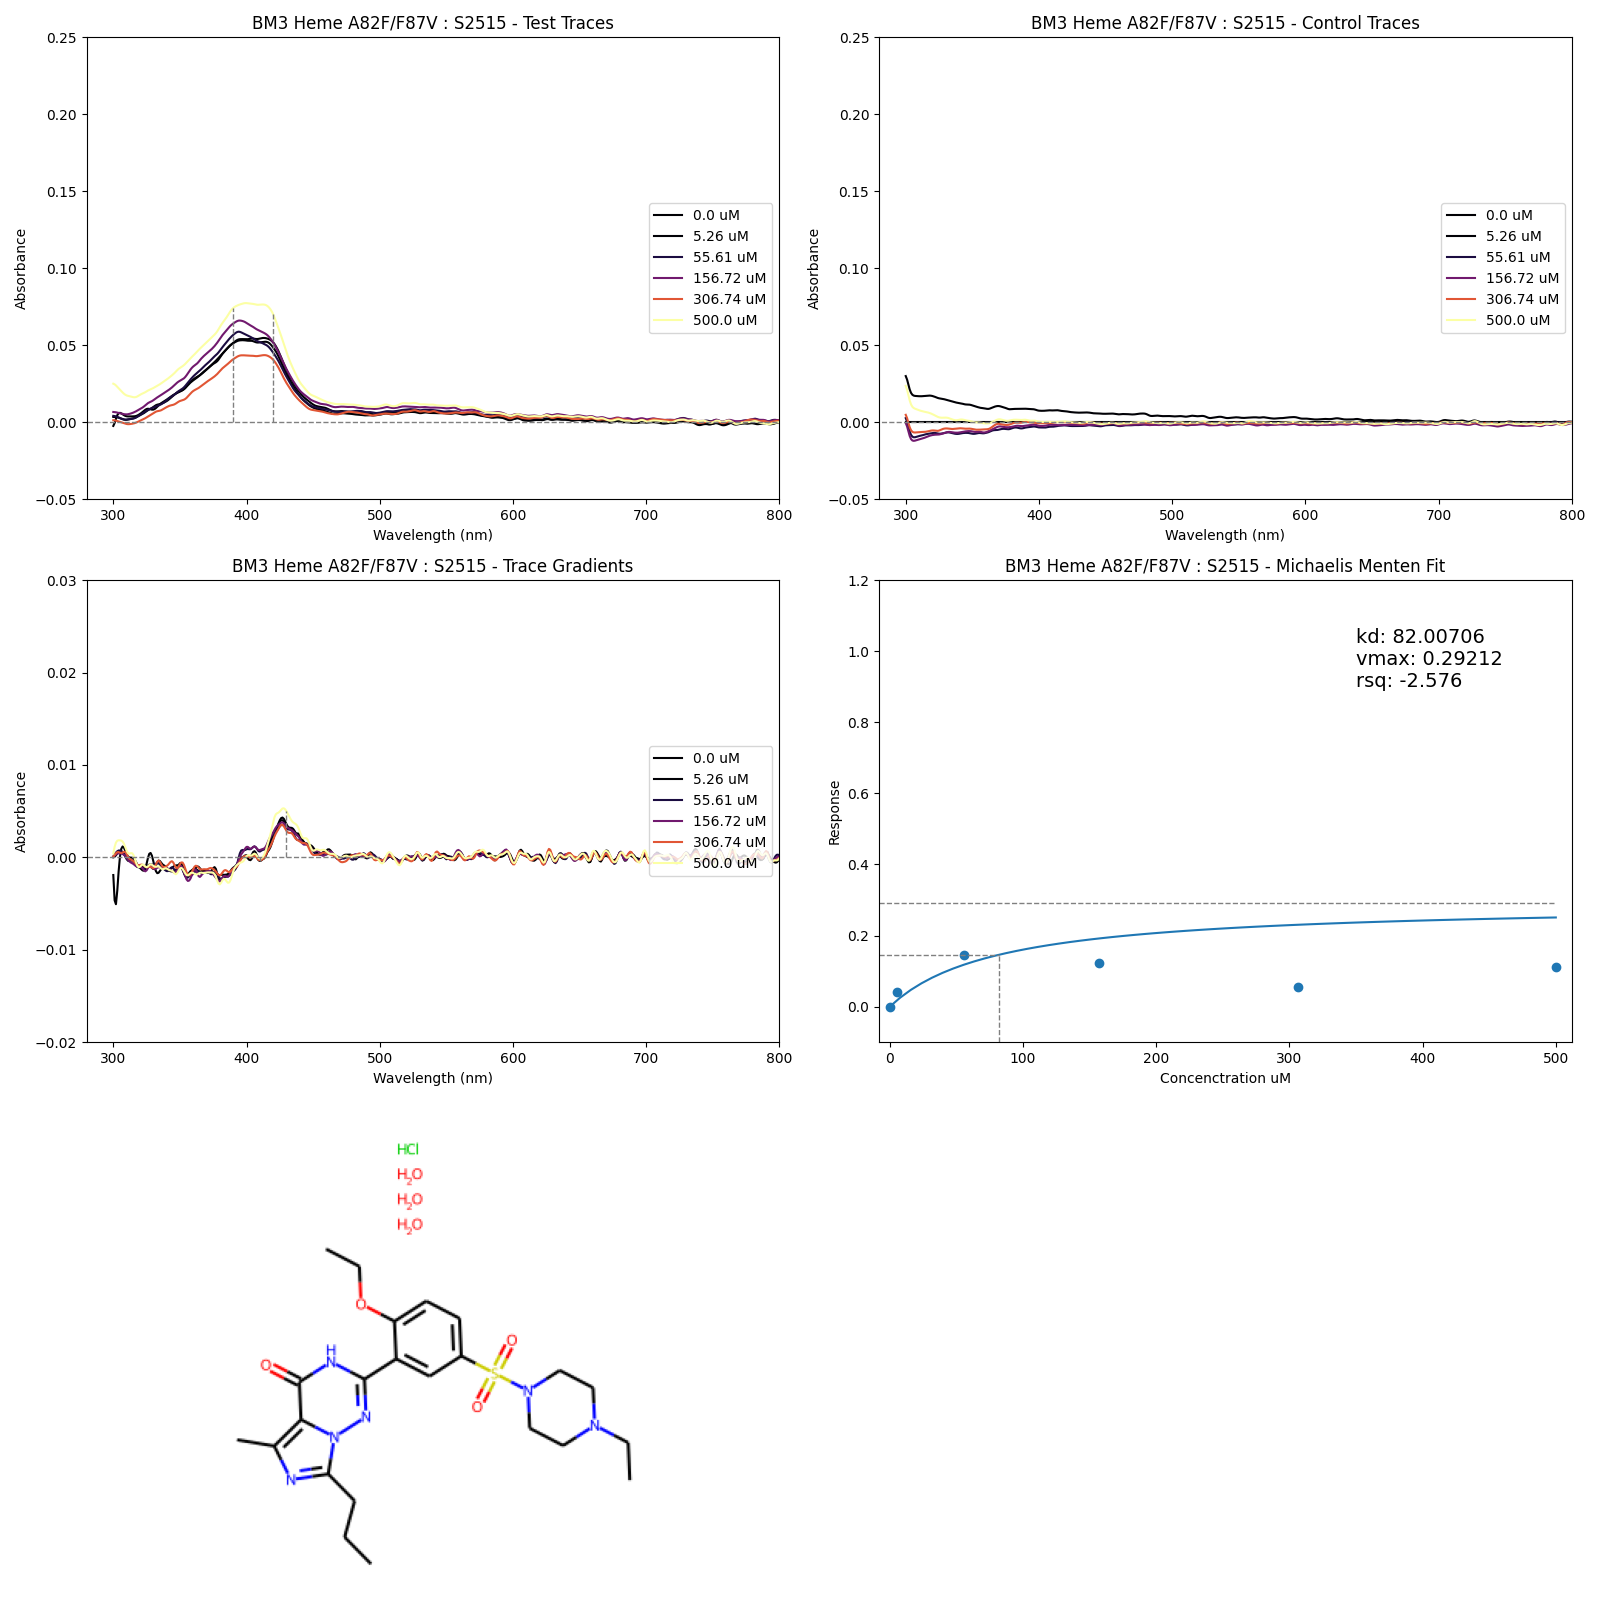 BM3 Heme A82F/F87V : S2515 - Test Traces
Absorbance
0.25
0.20
0.15
0.10
0.05
0.00
−0.05
300 400 500 600 700 800
Wavelength (nm)
0.0 uM
5.26 uM
55.61 uM
156.72 uM
306.74 uM
500.0 uM
BM3 Heme A82F/F87V : S2515 - Control Traces
Absorbance
0.25
0.20
0.15
0.10
0.05
0.00
−0.05
300 400 500 600 700 800
Wavelength (nm)
0.0 uM
5.26 uM
55.61 uM
156.72 uM
306.74 uM
500.0 uM
BM3 Heme A82F/F87V : S2515 - Trace Gradients
Absorbance
0.03
0.02
0.01
0.00
−0.01
−0.02
300 400 500 600 700 800
Wavelength (nm)
0.0 uM
5.26 uM
55.61 uM
156.72 uM
306.74 uM
500.0 uM
BM3 Heme A82F/F87V : S2515 - Michaelis Menten Fit
Response
1.2
1.0
0.8
0.6
0.4
0.2
0.0
0 100 200 300 400 500
Concenctration uM
kd: 82.00706
vmax: 0.29212
rsq: -2.576
HCl
H2O
H2O
H2O
O
O
H
N
O
S
O
N
N
N
N
N